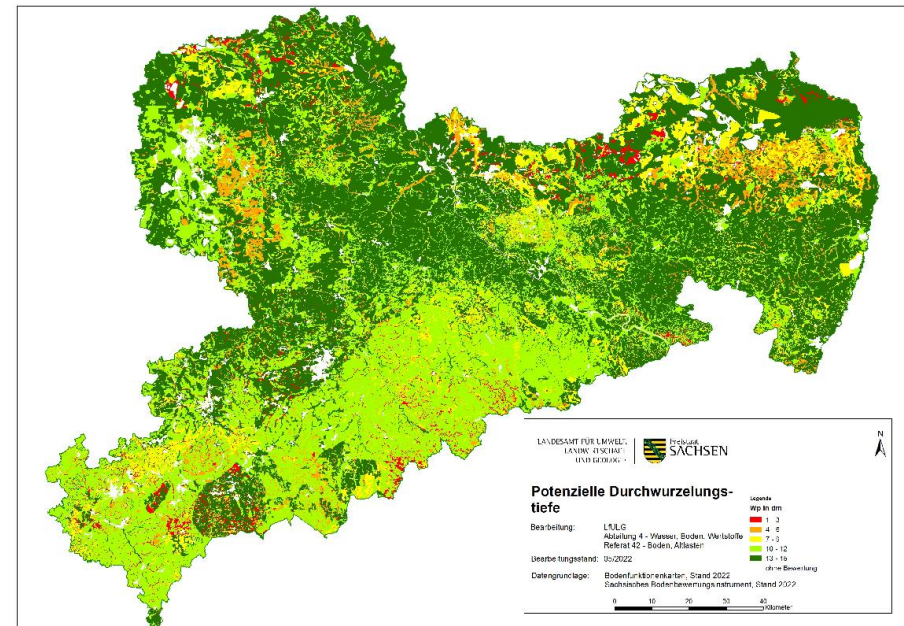 LANDESAMT FÜR UMWELT,
LANDWIRTSCHAFT
UND GEOLOGIE
Freistaat
SACHSEN
N
Potenzielle Durchwurzelungs-
tiefe
Bearbeitung: LfULG
Abteilung 4 - Wasser, Boden, Wertstoffe
Referat 42 - Boden, Altlasten
Bearbeitungsstand: 05/2022
Datengrundlage: Bodenfunktionenkarten, Stand 2022
Sächsisches Bodenbewertungsinstrument, Stand 2022
Legende
Wp in dm
1 - 3
4 - 6
7 - 9
10 - 12
13 - 15
ohne Bewertung
0 10 20 30 40
Kilometer